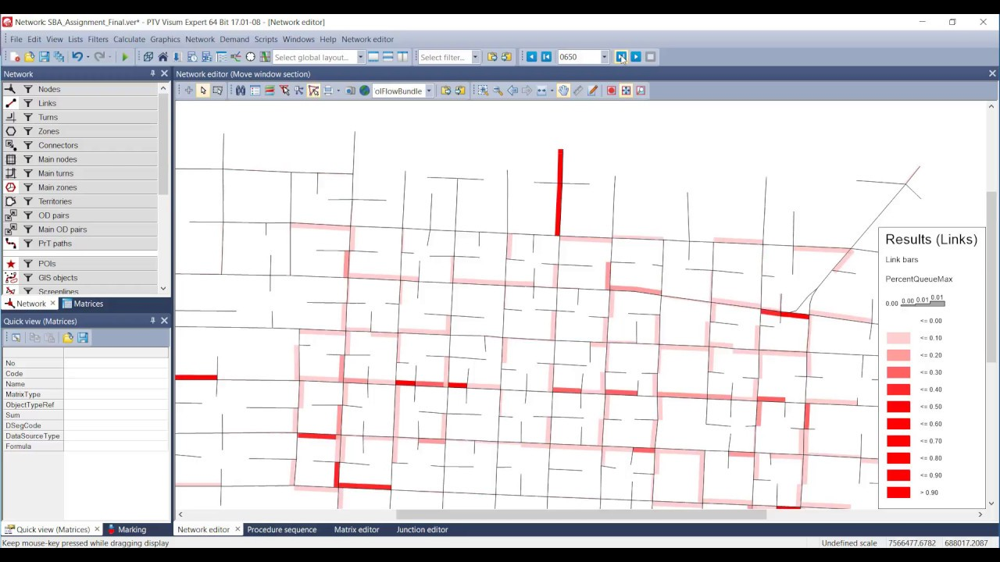 Network: SBA_Assignment_Final.ver* - PTV Visum Expert 64 Bit 17.01-08 - [Network editor]
File Edit View Lists Filters Calculate Graphics Network Demand Scripts Windows Help Network editor
Select global layout... Select filter... 0650
Network
Network editor (Move window section)
olFlowBundle
Nodes
Links
Turns
Zones
Connectors
Main nodes
Main turns
Main zones
Territories
OD pairs
Main OD pairs
PrT paths
POIs
GIS objects
Screenlines
Network Matrices
Quick view (Matrices)
No
Code
Name
MatrixType
ObjectTypeRef
Sum
DSegCode
DataSourceType
Formula
Results (Links)
Link bars
PercentQueueMax
0.00 0.00 0.01 0.01
<= 0.00
<= 0.10
<= 0.20
<= 0.30
<= 0.40
<= 0.50
<= 0.60
<= 0.70
<= 0.80
<= 0.90
> 0.90
Quick view (Matrices) Marking
Network editor Procedure sequence Matrix editor Junction editor
Keep mouse-key pressed while dragging display
Undefined scale 7566477.6782 688017.2087